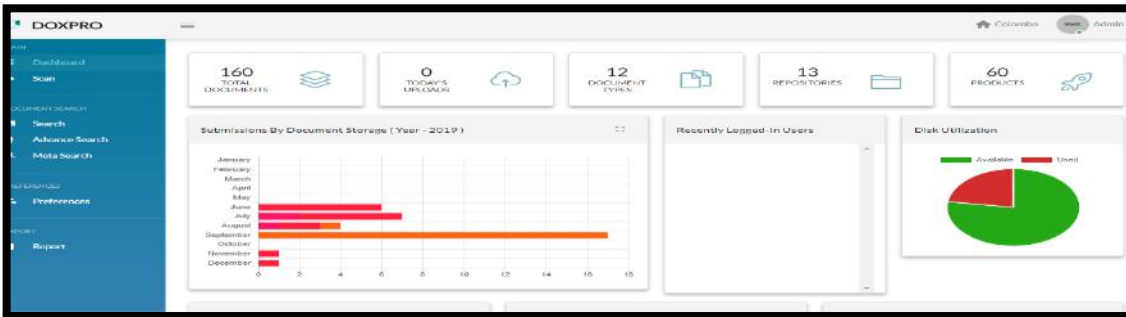 DOXPRO
Colombo
Admin
Dashboard
Scan
DOCUMENT SEARCH
Search
Advance Search
Meta Search
Preferences
Report
160
TOTAL
DOCUMENTS
0
TODAY'S
UPLOADS
12
DOCUMENT
TYPES
13
REPOSITORIES
60
PRODUCTS
Submissions By Document Storage ( Year - 2019 )
January
February
March
April
May
June
July
August
September
October
November
December
0 2 4 6 8 10 12 14 16 18
Recently Logged-In Users
Disk Utilization
Available Used